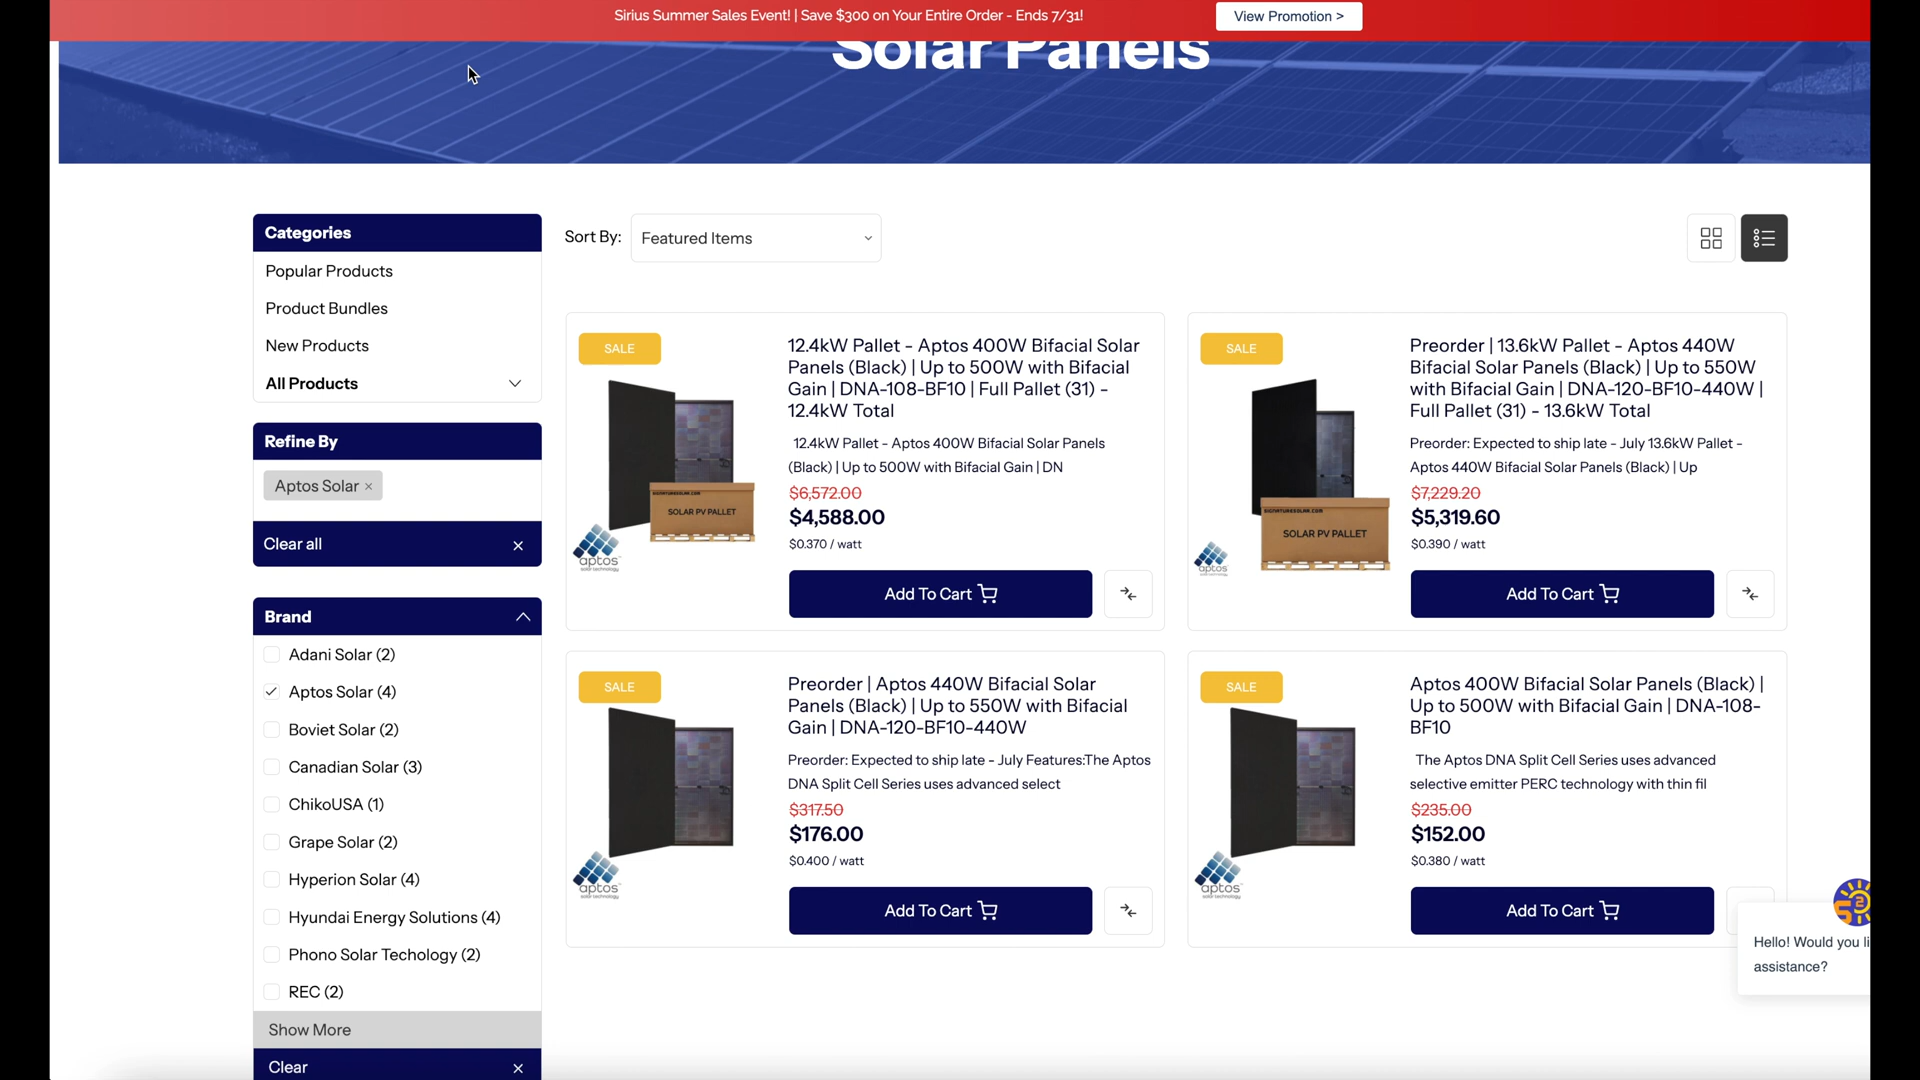 Sirius Summer Sales Event! | Save $300 on Your Entire Order - Ends 7/31!
View Promotion >
Solar Panels
Categories
Popular Products
Product Bundles
New Products
All Products
Refine By
Aptos Solar ×
Clear all ×
Brand
Adani Solar (2)
Aptos Solar (4)
Boviet Solar (2)
Canadian Solar (3)
ChikoUSA (1)
Grape Solar (2)
Hyperion Solar (4)
Hyundai Energy Solutions (4)
Phono Solar Techology (2)
REC (2)
Show More
Clear ×
Sort By: Featured Items
SALE
12.4kW Pallet - Aptos 400W Bifacial Solar
Panels (Black) | Up to 500W with Bifacial
Gain | DNA-108-BF10 | Full Pallet (31) -
12.4kW Total
12.4kW Pallet - Aptos 400W Bifacial Solar Panels
(Black) | Up to 500W with Bifacial Gain | DN
$6,572.00
$4,588.00
$0.370 / watt
Add To Cart
SIGNATURESOLAR.COM
SOLAR PV PALLET
aptos
solar technology
SALE
Preorder | 13.6kW Pallet - Aptos 440W
Bifacial Solar Panels (Black) | Up to 550W
with Bifacial Gain | DNA-120-BF10-440W |
Full Pallet (31) - 13.6kW Total
Preorder: Expected to ship late - July 13.6kW Pallet -
Aptos 440W Bifacial Solar Panels (Black) | Up
$7,229.20
$5,319.60
$0.390 / watt
Add To Cart
SIGNATURESOLAR.COM
SOLAR PV PALLET
aptos
solar technology
SALE
Preorder | Aptos 440W Bifacial Solar
Panels (Black) | Up to 550W with Bifacial
Gain | DNA-120-BF10-440W
Preorder: Expected to ship late - July Features:The Aptos
DNA Split Cell Series uses advanced select
$317.50
$176.00
$0.400 / watt
Add To Cart
aptos
solar technology
SALE
Aptos 400W Bifacial Solar Panels (Black) |
Up to 500W with Bifacial Gain | DNA-108-
BF10
The Aptos DNA Split Cell Series uses advanced
selective emitter PERC technology with thin fil
$235.00
$152.00
$0.380 / watt
Add To Cart
aptos
solar technology
Hello! Would you li
assistance?